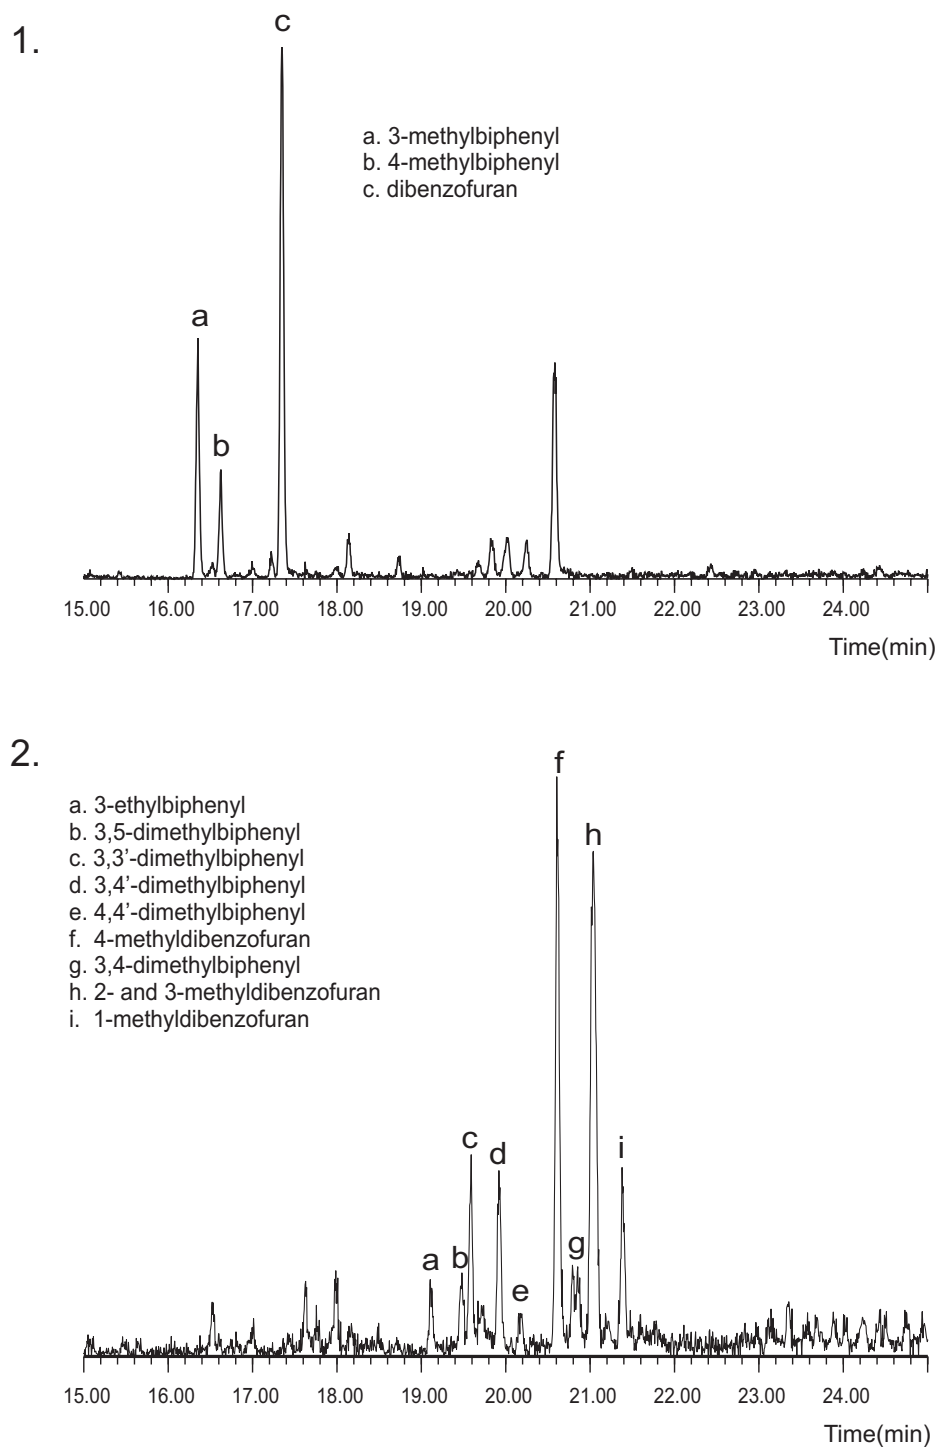 1.
c
a. 3-methylbiphenyl
b. 4-methylbiphenyl
c. dibenzofuran
a
b
15.00 16.00 17.00 18.00 19.00 20.00 21.00 22.00 23.00 24.00
Time(min)
2.
f
a. 3-ethylbiphenyl
b. 3,5-dimethylbiphenyl
c. 3,3’-dimethylbiphenyl
d. 3,4’-dimethylbiphenyl
e. 4,4’-dimethylbiphenyl
f. 4-methyldibenzofuran
g. 3,4-dimethylbiphenyl
h. 2- and 3-methyldibenzofuran
i. 1-methyldibenzofuran
h
c
d
i
a
b
g
e
15.00 16.00 17.00 18.00 19.00 20.00 21.00 22.00 23.00 24.00
Time(min)